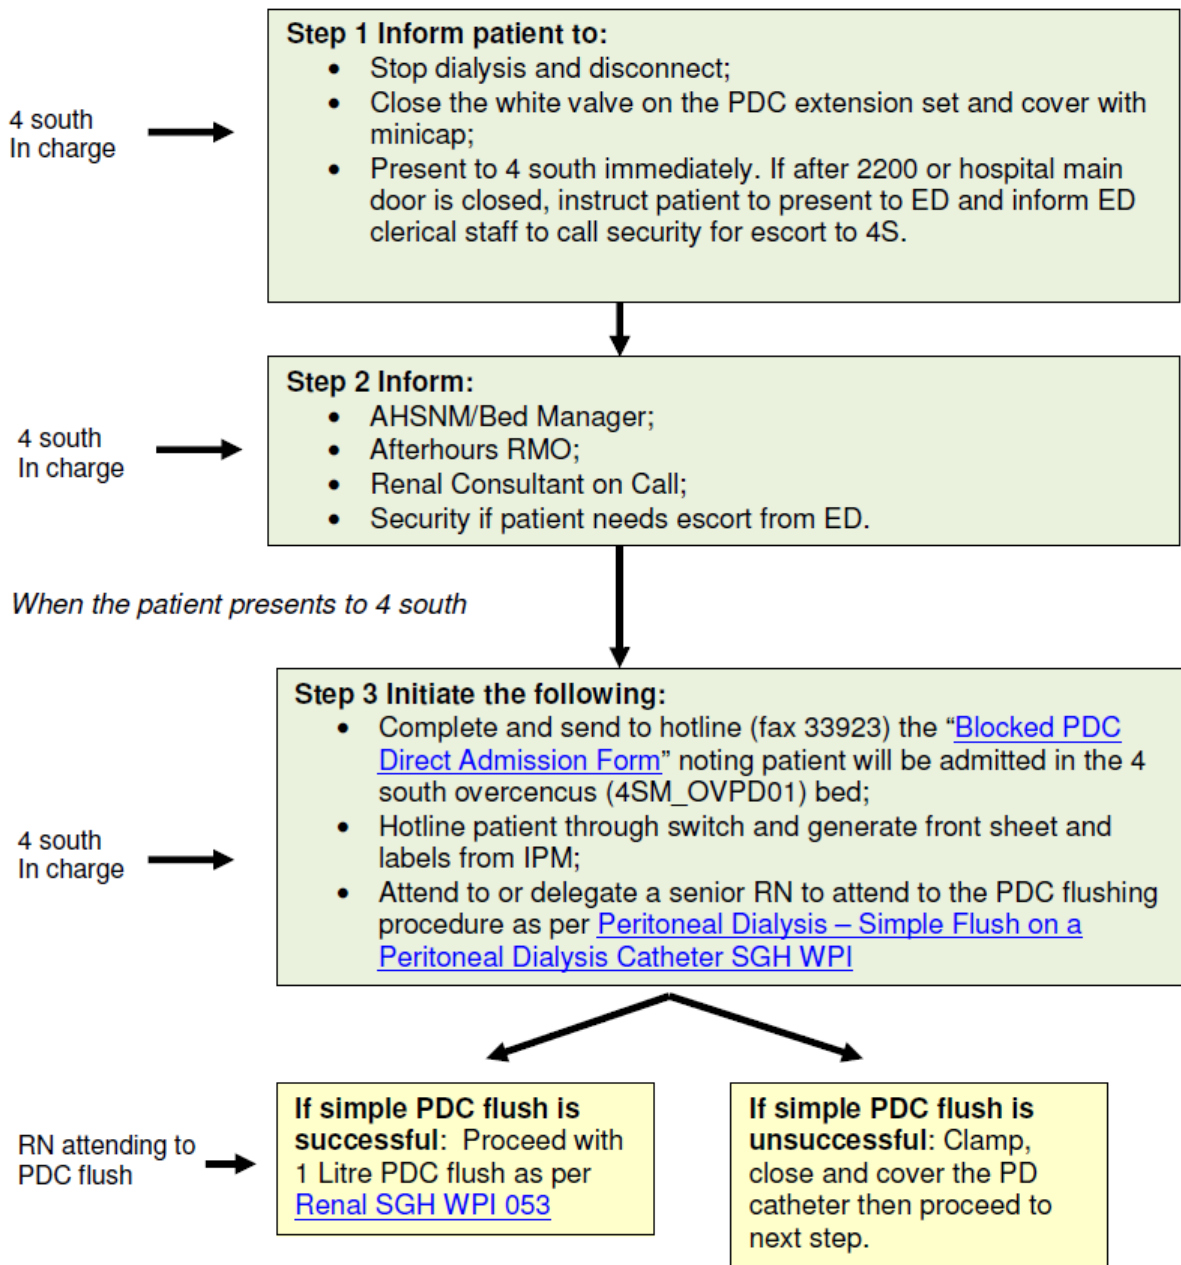 Step 1 Inform patient to:
• Stop dialysis and disconnect;
• Close the white valve on the PDC extension set and cover with
minicap;
• Present to 4 south immediately. If after 2200 or hospital main
door is closed, instruct patient to present to ED and inform ED
clerical staff to call security for escort to 4S.
4 south
In charge
Step 2 Inform:
• AHSNM/Bed Manager;
• Afterhours RMO;
• Renal Consultant on Call;
• Security if patient needs escort from ED.
4 south
In charge
When the patient presents to 4 south
Step 3 Initiate the following:
• Complete and send to hotline (fax 33923) the “Blocked PDC
Direct Admission Form” noting patient will be admitted in the 4
south overcencus (4SM_OVPD01) bed;
• Hotline patient through switch and generate front sheet and
labels from IPM;
• Attend to or delegate a senior RN to attend to the PDC flushing
procedure as per Peritoneal Dialysis – Simple Flush on a
Peritoneal Dialysis Catheter SGH WPI
4 south
In charge
RN attending to
PDC flush
If simple PDC flush is
successful: Proceed with
1 Litre PDC flush as per
Renal SGH WPI 053
If simple PDC flush is
unsuccessful: Clamp,
close and cover the PD
catheter then proceed to
next step.